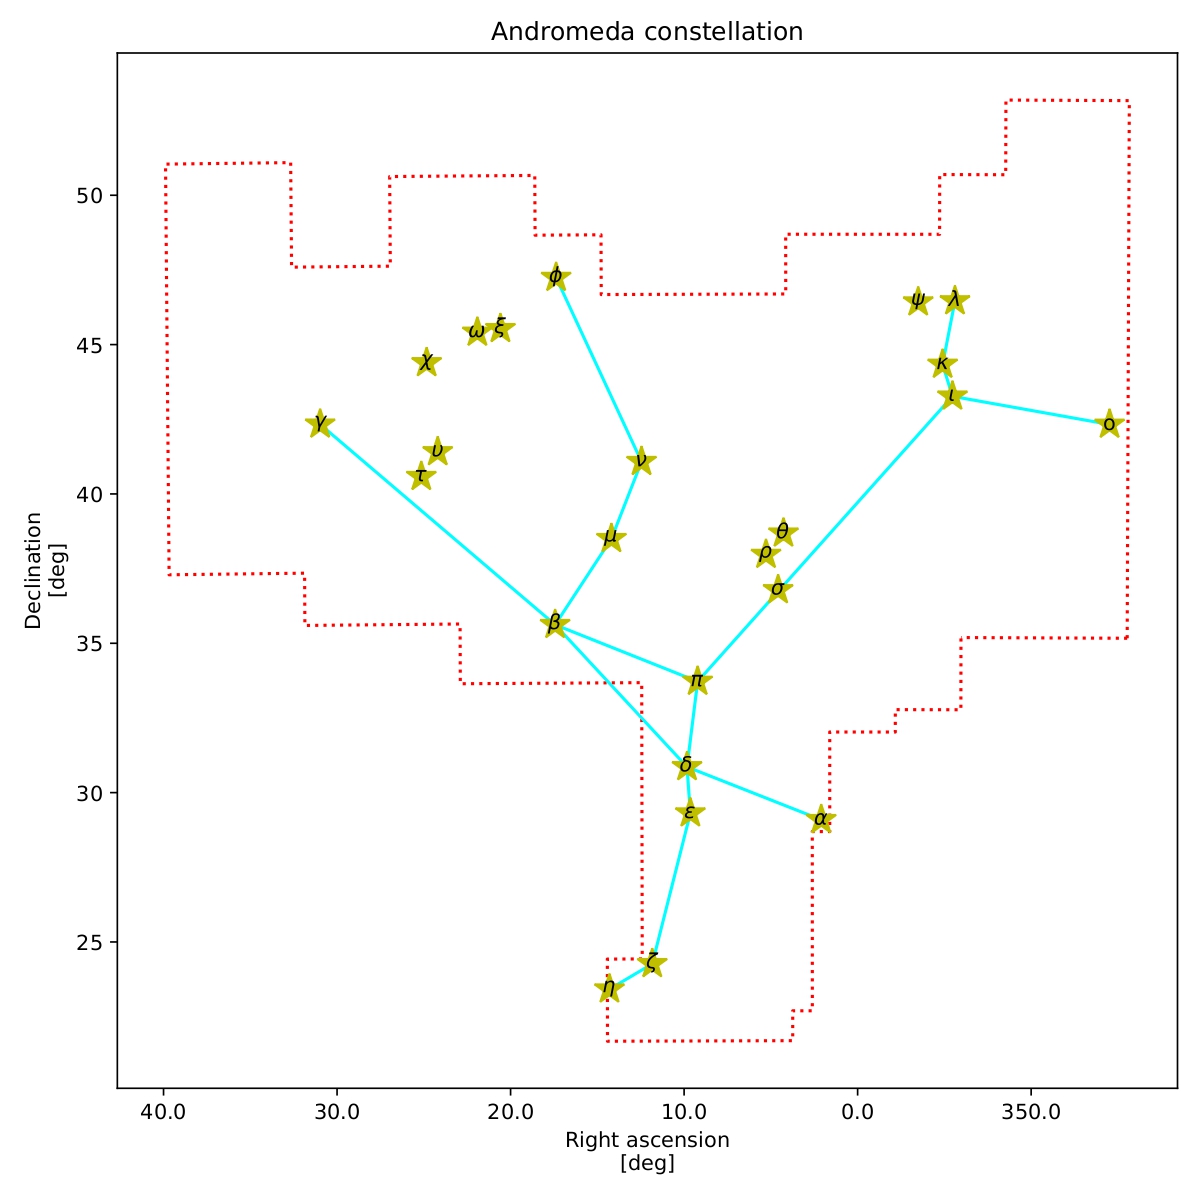 Andromeda constellation
50
45
40
35
30
25
Declination
[deg]
ϕ
ψ
λ
ω
ξ
χ
κ
ι
γ
ο
υ
τ
ν
μ
θ
ρ
σ
β
π
δ
ε
α
ζ
η
40.0
30.0
20.0
10.0
0.0
350.0
Right ascension
[deg]